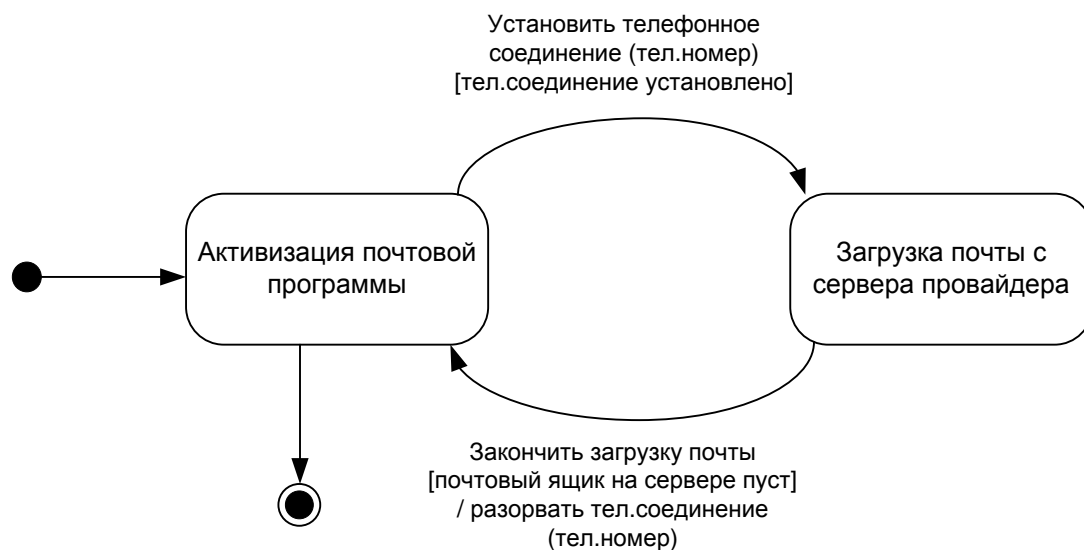 Установить телефонное
соединение (тел.номер)
[тел.соединение установлено]
Активизация почтовой
программы
Загрузка почты с
сервера провайдера
Закончить загрузку почты
[почтовый ящик на сервере пуст]
/ разорвать тел.соединение
(тел.номер)